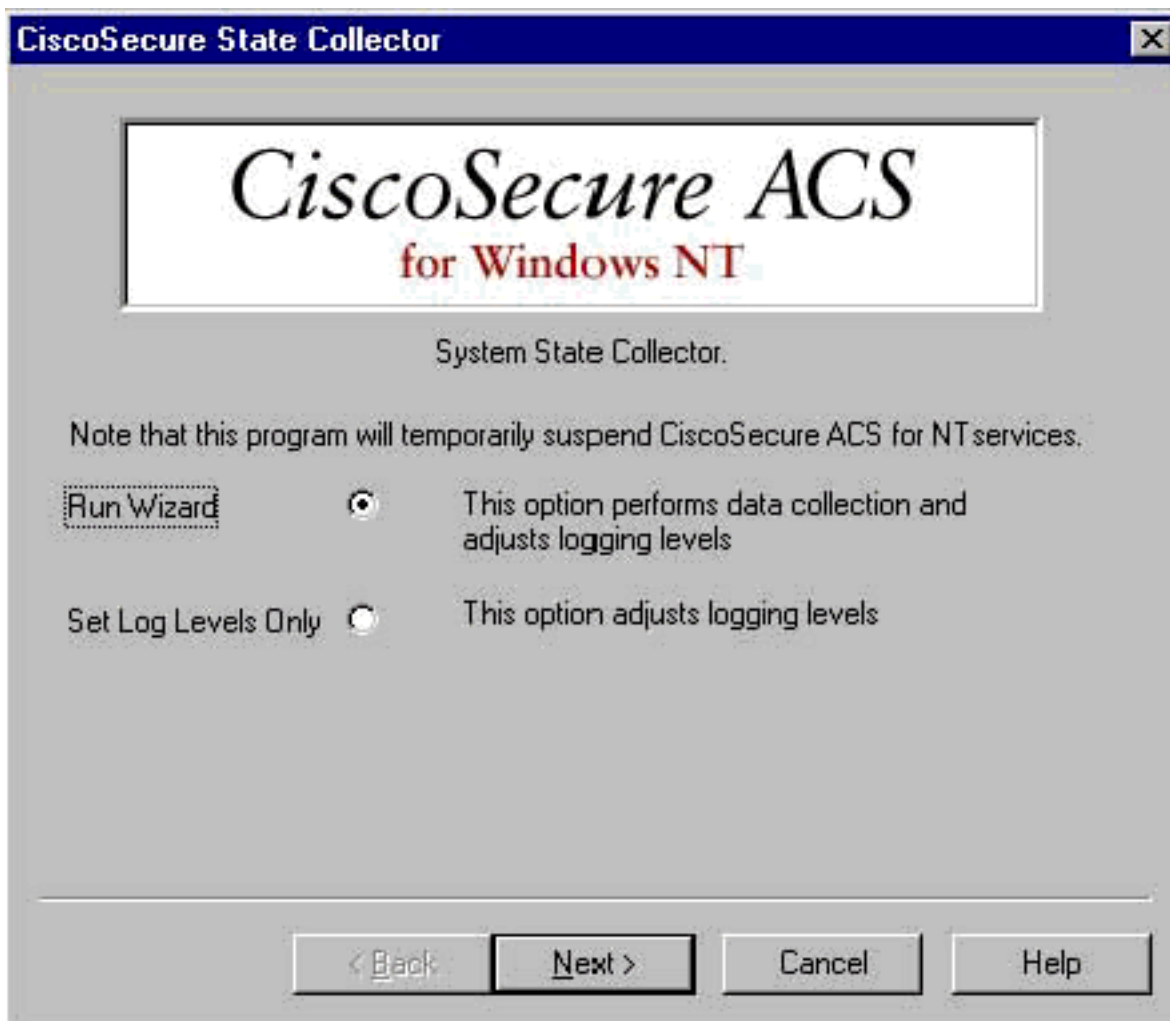 CiscoSecure State Collector
CiscoSecure ACS
for Windows NT
System State Collector.
Note that this program will temporarily suspend CiscoSecure ACS for NT services.
Run Wizard
This option performs data collection and
adjusts logging levels
Set Log Levels Only
This option adjusts logging levels
< Back
Next >
Cancel
Help